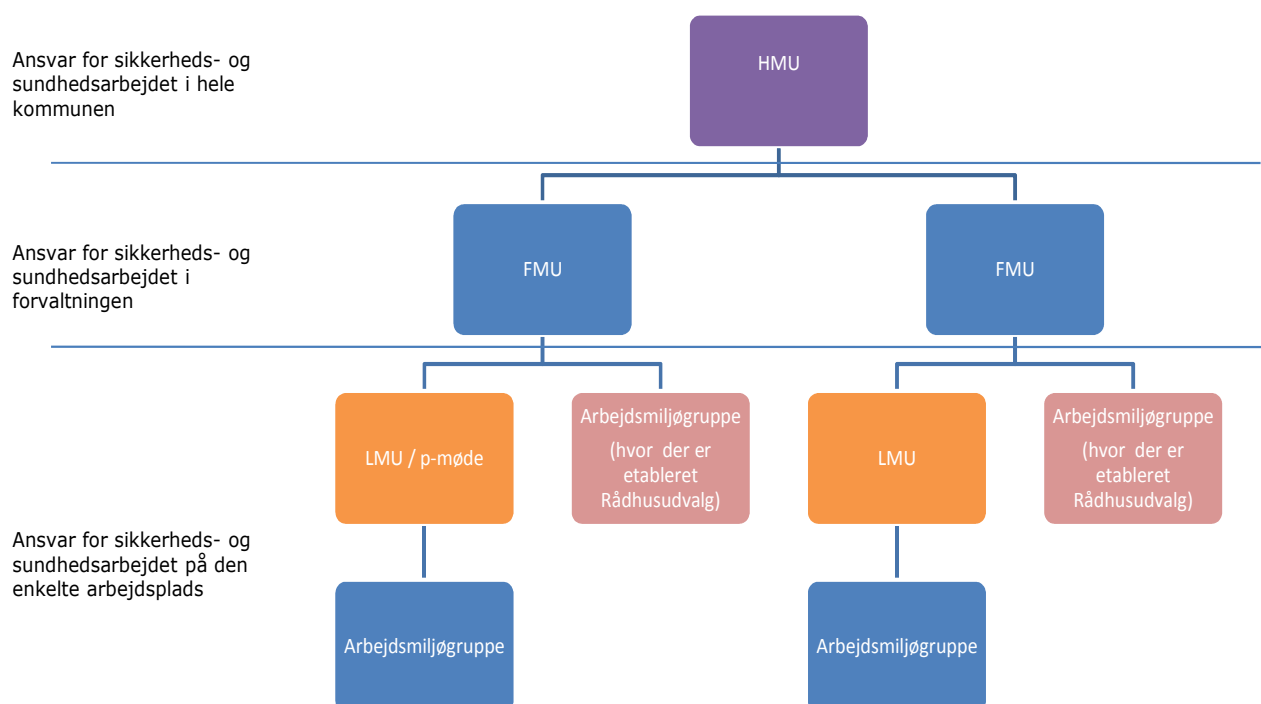 Ansvar for sikkerheds- og
sundhedsarbejdet i hele
kommunen
HMU
Ansvar for sikkerheds- og
sundhedsarbejdet i
forvaltningen
FMU
FMU
LMU / p-møde
Arbejdsmiljøgruppe
(hvor der er
etableret
Rådhusudvalg)
LMU
Arbejdsmiljøgruppe
(hvor der er
etableret
Rådhusudvalg)
Ansvar for sikkerheds- og
sundhedsarbejdet på den
enkelte arbejdsplads
Arbejdsmiljøgruppe
Arbejdsmiljøgruppe